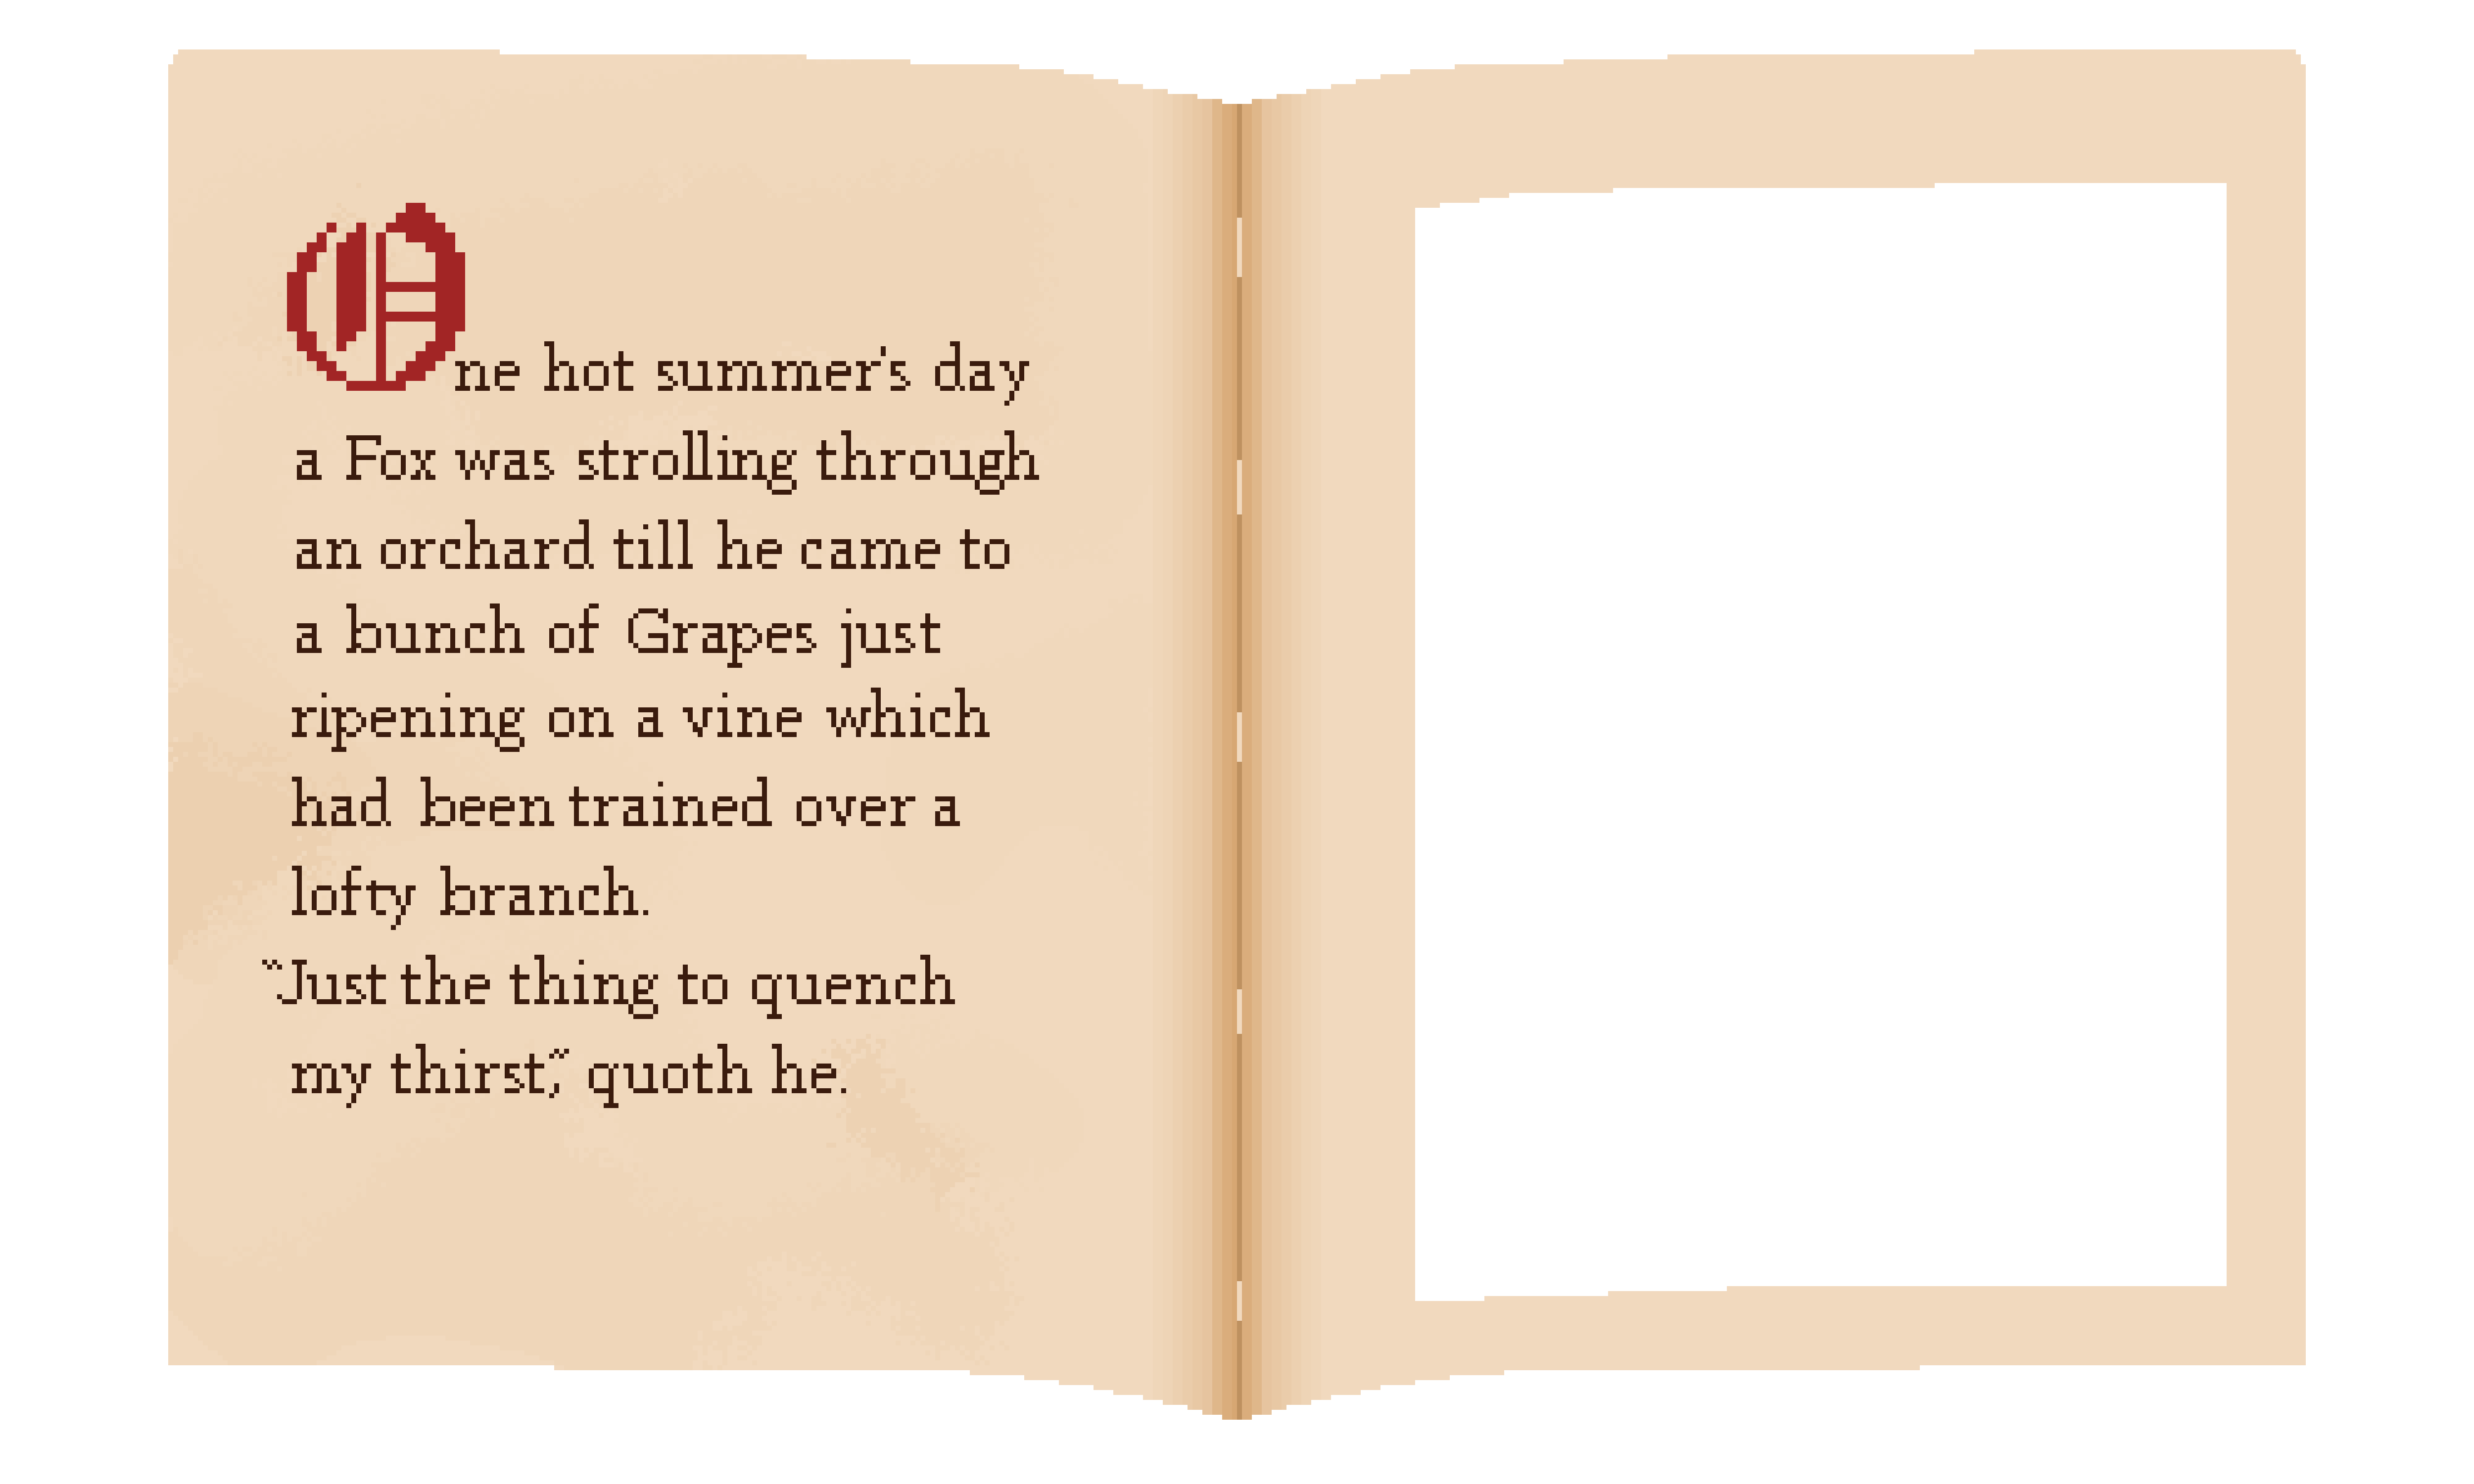 One hot summer's day
a Fox was strolling through
an orchard till he came to
a bunch of Grapes just
ripening on a vine which
had been trained over a
lofty branch.
"Just the thing to quench
my thirst," quoth he.